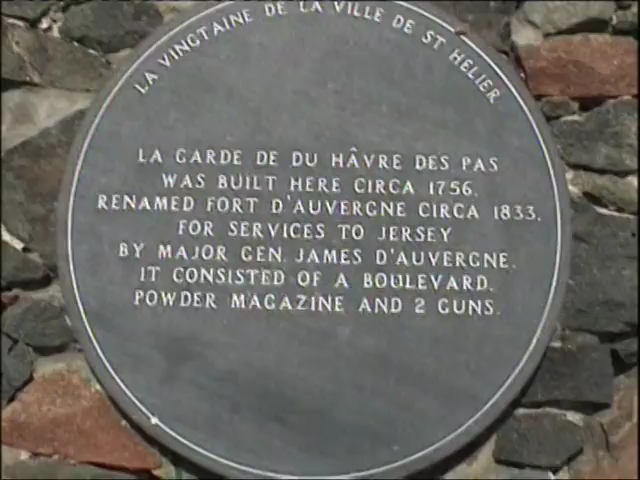 LA VINGTAINE DE LA VILLE DE ST HELIER
LA GARDE DE DU HÂVRE DES PAS
WAS BUILT HERE CIRCA 1756.
RENAMED FORT D'AUVERGNE CIRCA 1833.
FOR SERVICES TO JERSEY
BY MAJOR GEN. JAMES D'AUVERGNE.
IT CONSISTED OF A BOULEVARD.
POWDER MAGAZINE AND 2 GUNS.